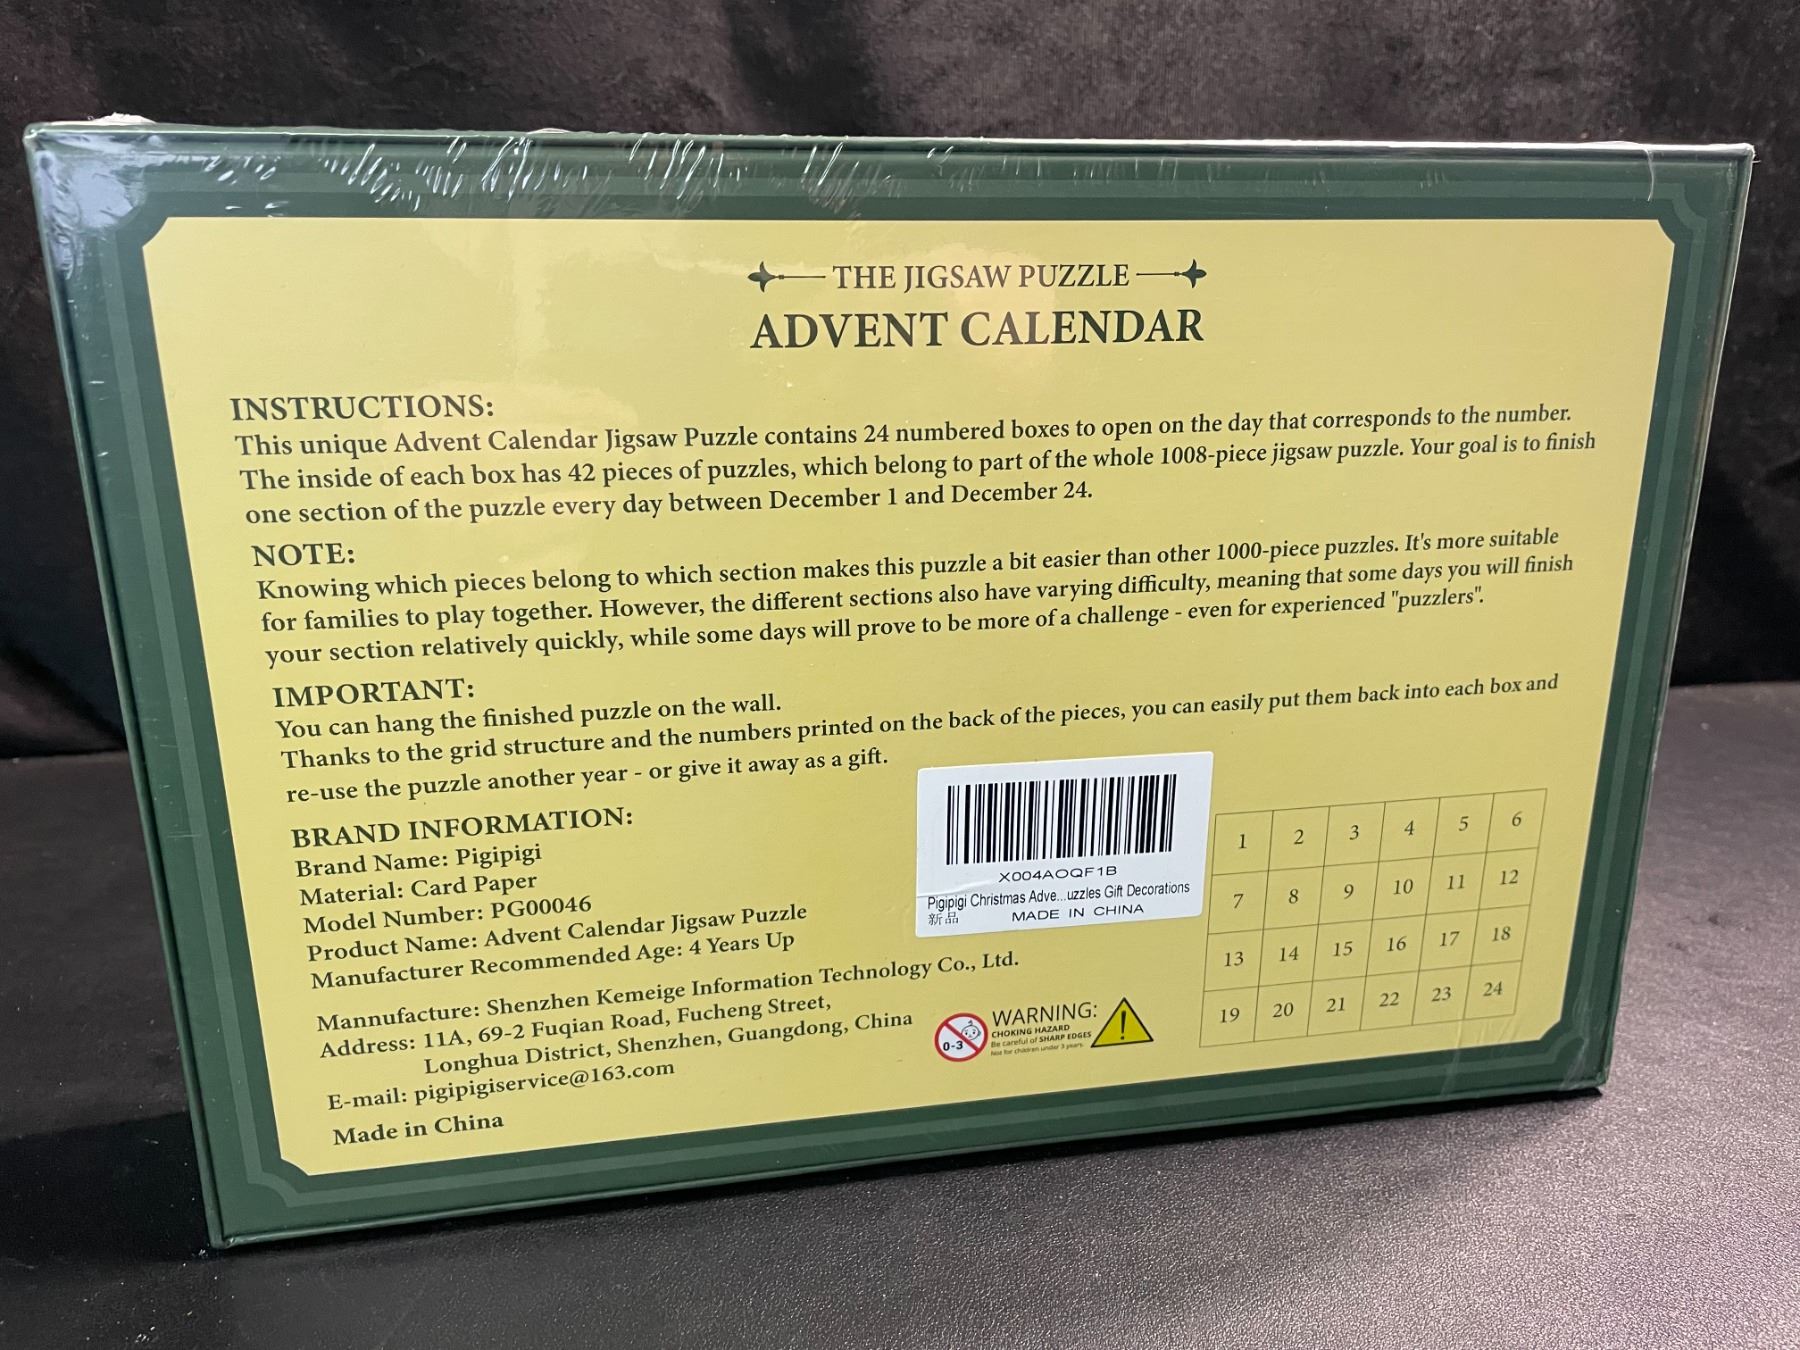 THE JIGSAW PUZZLE
ADVENT CALENDAR
INSTRUCTIONS:
This unique Advent Calendar Jigsaw Puzzle contains 24 numbered boxes to open on the day that corresponds to the number.
The inside of each box has 42 pieces of puzzles, which belong to part of the whole 1008-piece jigsaw puzzle. Your goal is to finish
one section of the puzzle every day between December 1 and December 24.
NOTE:
Knowing which pieces belong to which section makes this puzzle a bit easier than other 1000-piece puzzles. It's more suitable
for families to play together. However, the different sections also have varying difficulty, meaning that some days you will finish
your section relatively quickly, while some days will prove to be more of a challenge - even for experienced "puzzlers".
IMPORTANT:
You can hang the finished puzzle on the wall.
Thanks to the grid structure and the numbers printed on the back of the pieces, you can easily put them back into each box and
re-use the puzzle another year - or give it away as a gift.
BRAND INFORMATION:
Brand Name: Pigipigi
Material: Card Paper
Model Number: PG00046
Product Name: Advent Calendar Jigsaw Puzzle
Manufacturer Recommended Age: 4 Years Up
Mannufacture: Shenzhen Kemeige Information Technology Co., Ltd.
Address: 11A, 69-2 Fuqian Road, Fucheng Street,
Longhua District, Shenzhen, Guangdong, China
E-mail: pigipigiservice@163.com
Made in China
X004AOQF1B
Pigipigi Christmas Adve...uzzles Gift Decorations
新品 MADE IN CHINA
0-3
WARNING:
CHOKING HAZARD
Be careful of SHARP EDGES
Not for children under 3 years.
1 2 3 4 5 6
7 8 9 10 11 12
13 14 15 16 17 18
19 20 21 22 23 24